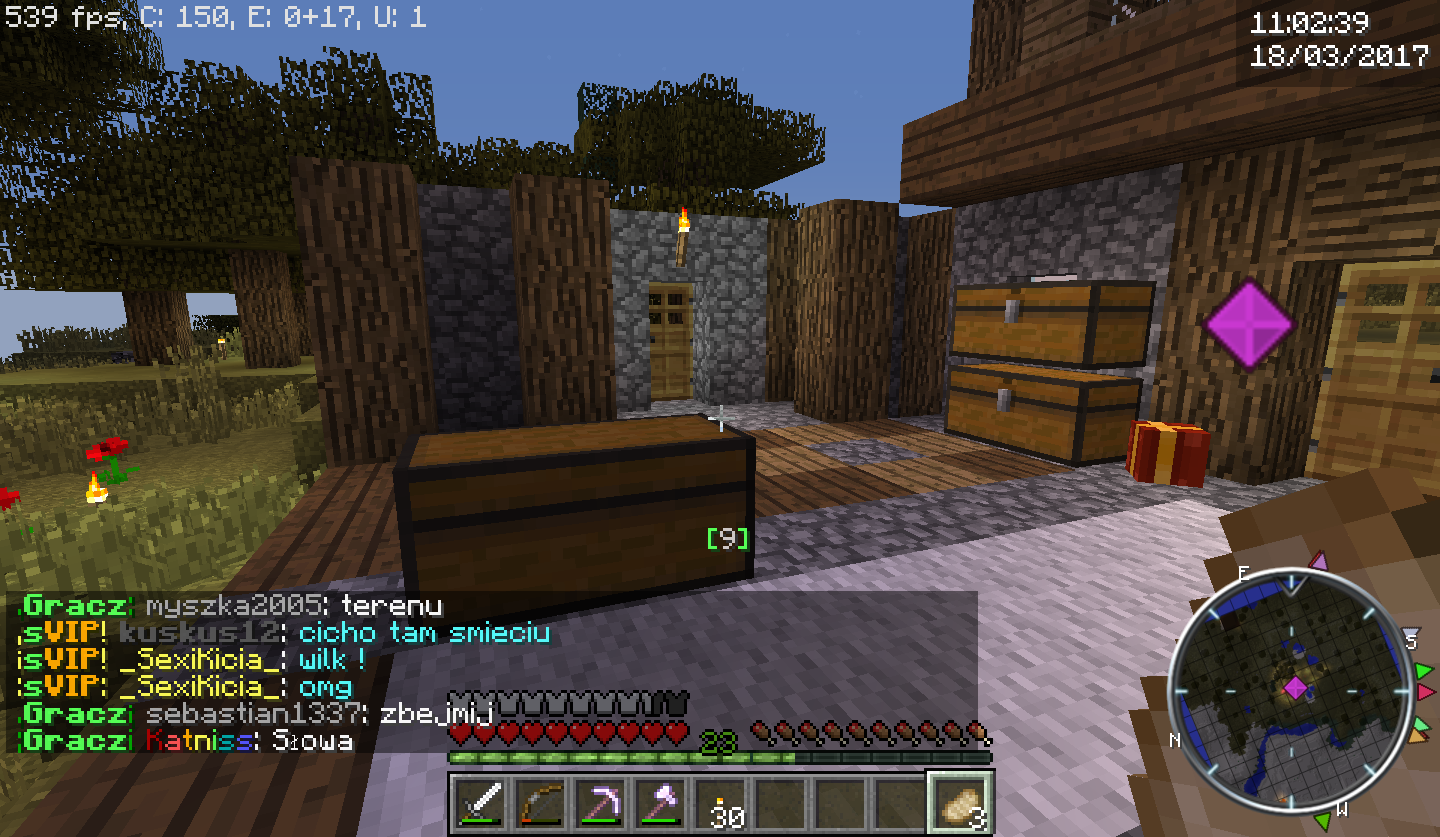 539 fps, C: 150, E: 0+17, U: 1
11:02:39
18/03/2017
[9]
Gracz: myszka2005: terenu
sVIP! kuskus12: cicho tam smieciu
sVIP! _SexiKicia_: wilk !
sVIP! _SexiKicia_: omg
Gracz: sebastian1337: zbejmij
Gracz: Katniss: Słowa
23
30
3
E
S
N
W